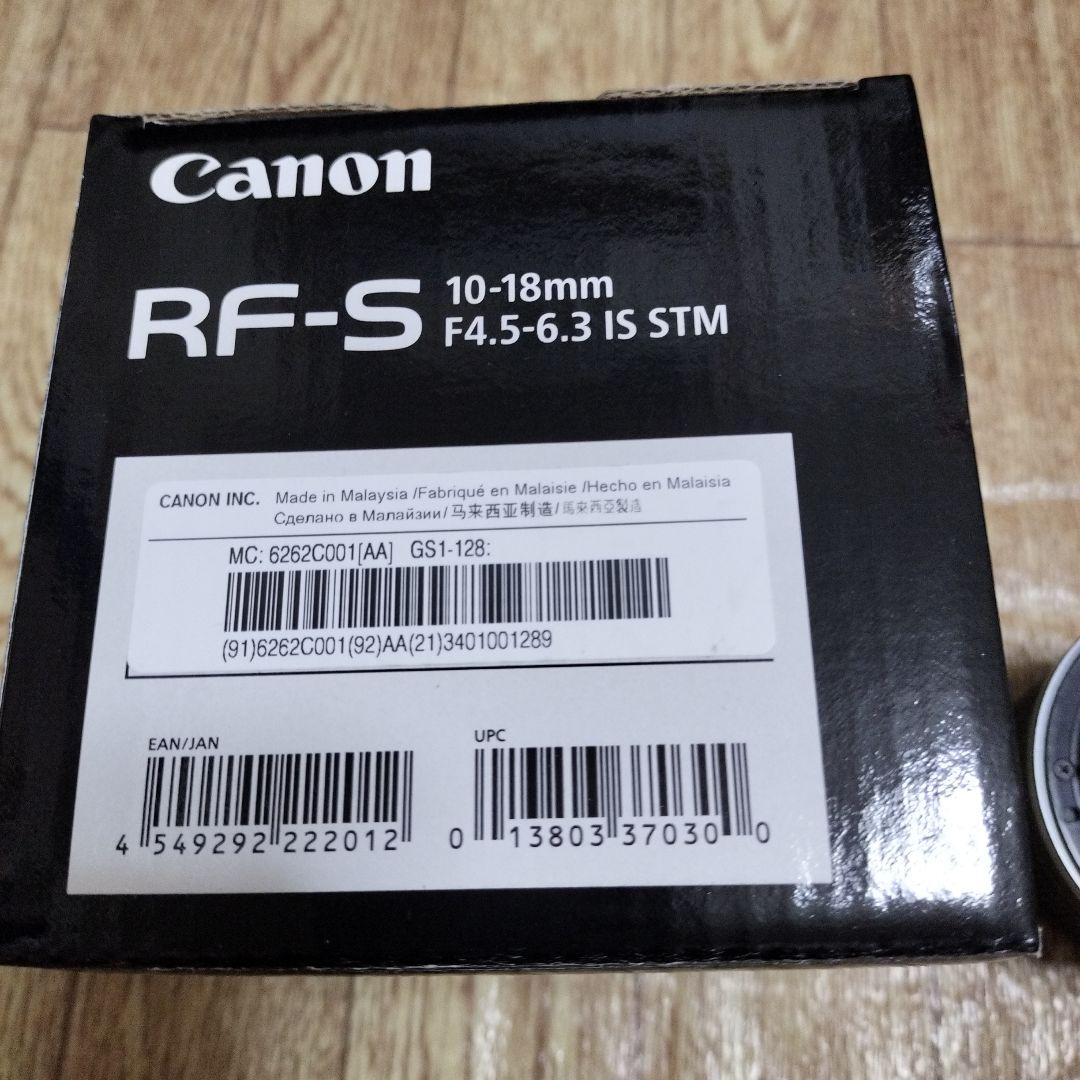 Canon
RF-S 10-18mm
F4.5-6.3 IS STM
CANON INC. Made in Malaysia /Fabriqué en Malaisie /Hecho en Malaisia
Сделано в Малайзии/马来西亚制造/馬來西亞製造
MC: 6262C001[AA] GS1-128:
(91)6262C001(92)AA(21)3401001289
EAN/JAN
4 549292 222012
UPC
0 13803 37030 0